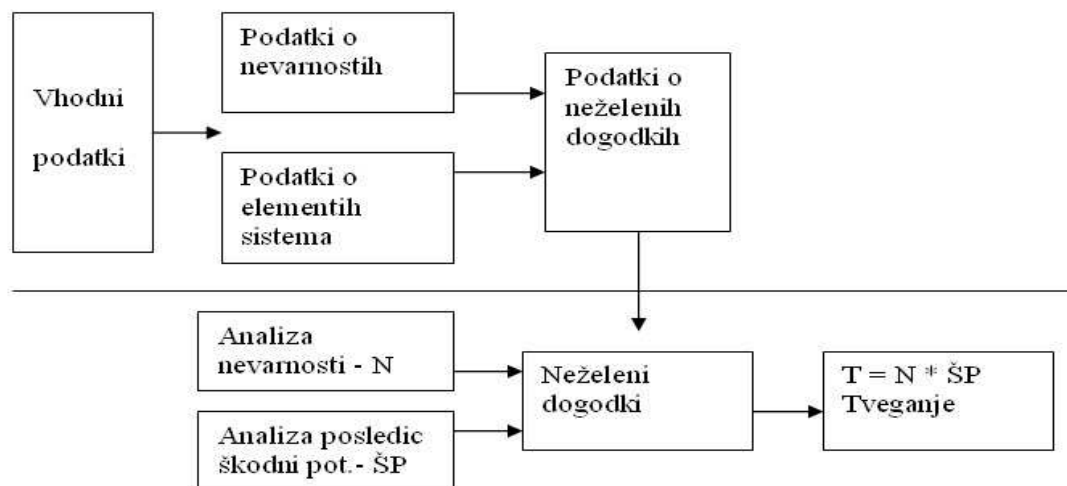 Vhodni
podatki
Podatki o
nevarnostih
Podatki o
elementih
sistema
Podatki o
neželenih
dogodkih
Analiza
nevarnosti - N
Analiza posledic
škodni pot.- ŠP
Neželeni
dogodki
T = N * ŠP
Tveganje